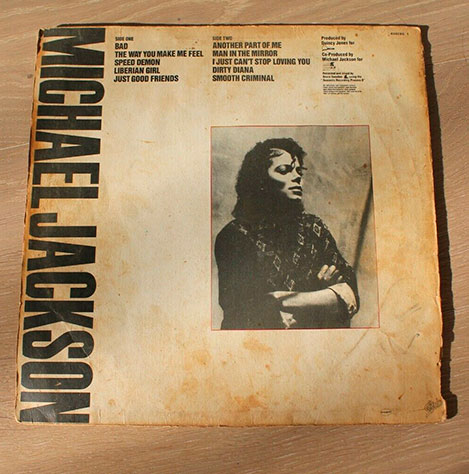 MICHAEL JACKSON
SIDE ONE
BAD
THE WAY YOU MAKE ME FEEL
SPEED DEMON
LIBERIAN GIRL
JUST GOOD FRIENDS
SIDE TWO
ANOTHER PART OF ME
MAN IN THE MIRROR
I JUST CAN'T STOP LOVING YOU
DIRTY DIANA
SMOOTH CRIMINAL
Produced by
Quincy Jones for
Co-Produced by
Michael Jackson for